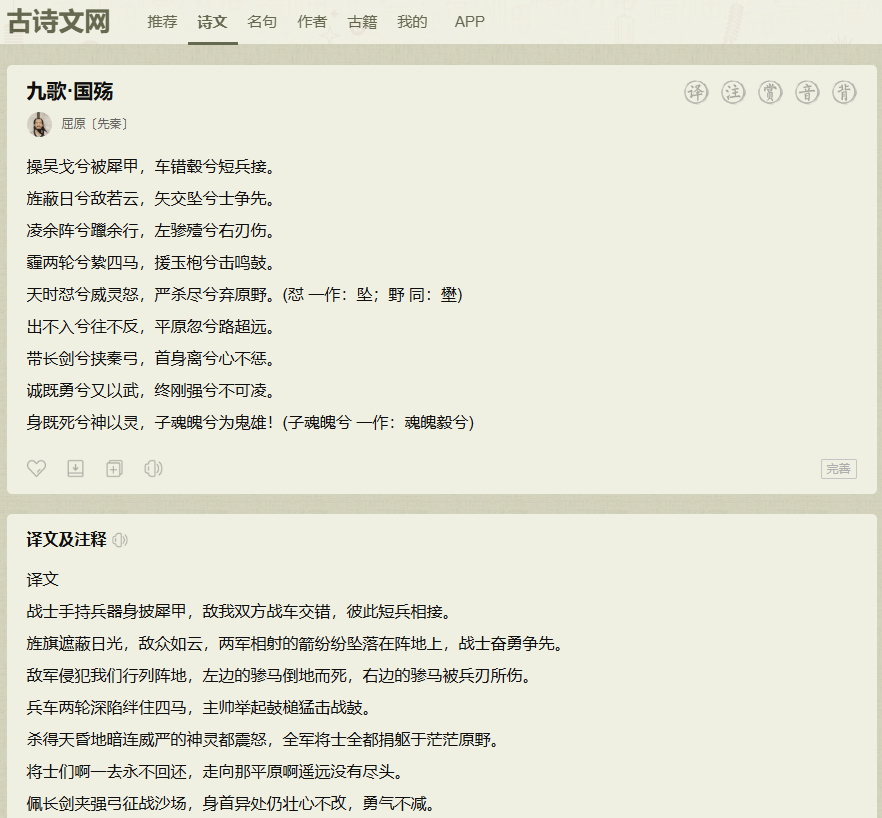 古诗文网 推荐 诗文 名句 作者 古籍 我的 APP
九歌·国殇 译 注 赏 音 背
屈原〔先秦〕
操吴戈兮被犀甲，车错毂兮短兵接。
旌蔽日兮敌若云，矢交坠兮士争先。
凌余阵兮躐余行，左骖殪兮右刃伤。
霾两轮兮絷四马，援玉枹兮击鸣鼓。
天时怼兮威灵怒，严杀尽兮弃原野。(怼 一作：坠；野 同：壄)
出不入兮往不反，平原忽兮路超远。
带长剑兮挟秦弓，首身离兮心不惩。
诚既勇兮又以武，终刚强兮不可凌。
身既死兮神以灵，子魂魄兮为鬼雄！(子魂魄兮 一作：魂魄毅兮)
完善
译文及注释
译文
战士手持兵器身披犀甲，敌我双方战车交错，彼此短兵相接。
旌旗遮蔽日光，敌众如云，两军相射的箭纷纷坠落在阵地上，战士奋勇争先。
敌军侵犯我们行列阵地，左边的骖马倒地而死，右边的骖马被兵刃所伤。
兵车两轮深陷绊住四马，主帅举起鼓槌猛击战鼓。
杀得天昏地暗连威严的神灵都震怒，全军将士全都捐躯于茫茫原野。
将士们啊一去永不回还，走向那平原啊遥远没有尽头。
佩长剑夹强弓征战沙场，身首异处仍壮心不改，勇气不减。